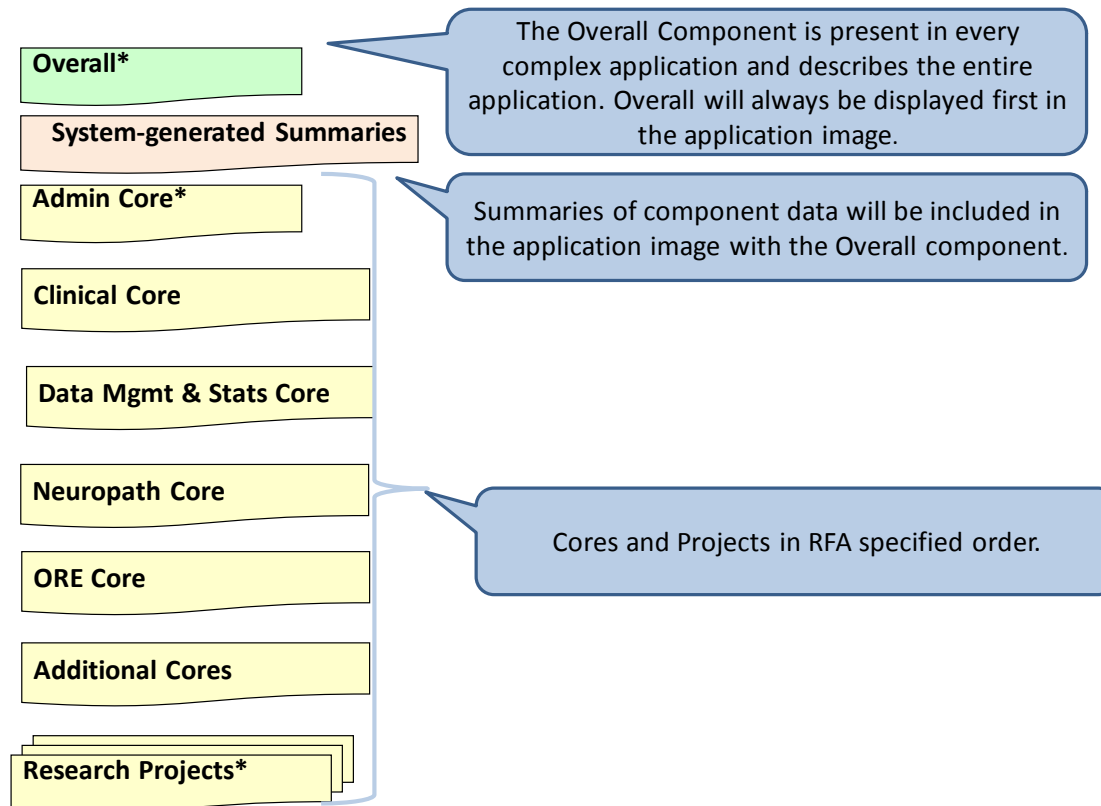 Overall*
The Overall Component is present in every
complex application and describes the entire
application. Overall will always be displayed first in
the application image.
System-generated Summaries
Admin Core*
Summaries of component data will be included in
the application image with the Overall component.
Clinical Core
Data Mgmt & Stats Core
Neuropath Core
Cores and Projects in RFA specified order.
ORE Core
Additional Cores
Research Projects*